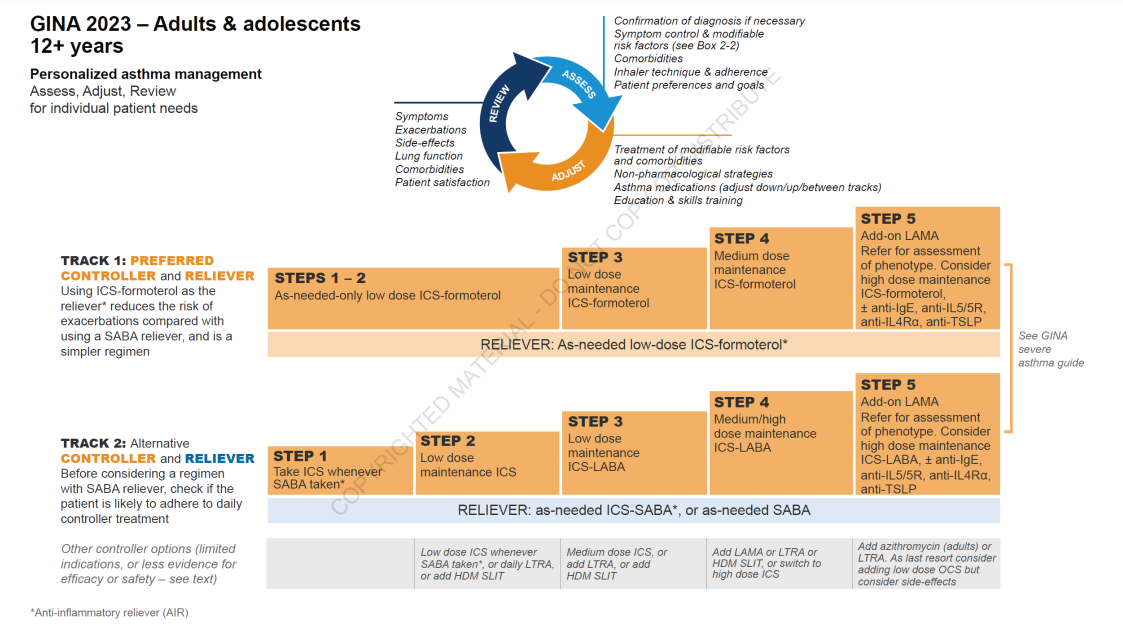 GINA 2023 – Adults & adolescents
12+ years
Personalized asthma management
Assess, Adjust, Review
for individual patient needs
Confirmation of diagnosis if necessary
Symptom control & modifiable
risk factors (see Box 2-2)
Comorbidities
Inhaler technique & adherence
Patient preferences and goals
REVIEW
ASSESS
ADJUST
Symptoms
Exacerbations
Side-effects
Lung function
Comorbidities
Patient satisfaction
Treatment of modifiable risk factors
and comorbidities
Non-pharmacological strategies
Asthma medications (adjust down/up/between tracks)
Education & skills training
TRACK 1: PREFERRED
CONTROLLER and RELIEVER
Using ICS-formoterol as the
reliever* reduces the risk of
exacerbations compared with
using a SABA reliever, and is a
simpler regimen
STEPS 1 – 2
As-needed-only low dose ICS-formoterol
STEP 3
Low dose
maintenance
ICS-formoterol
STEP 4
Medium dose
maintenance
ICS-formoterol
STEP 5
Add-on LAMA
Refer for assessment
of phenotype. Consider
high dose maintenance
ICS-formoterol,
± anti-IgE, anti-IL5/5R,
anti-IL4Rα, anti-TSLP
RELIEVER: As-needed low-dose ICS-formoterol*
See GINA
severe
asthma guide
TRACK 2: Alternative
CONTROLLER and RELIEVER
Before considering a regimen
with SABA reliever, check if the
patient is likely to adhere to daily
controller treatment
STEP 1
Take ICS whenever
SABA taken*
STEP 2
Low dose
maintenance ICS
STEP 3
Low dose
maintenance
ICS-LABA
STEP 4
Medium/high
dose maintenance
ICS-LABA
STEP 5
Add-on LAMA
Refer for assessment
of phenotype. Consider
high dose maintenance
ICS-LABA, ± anti-IgE,
anti-IL5/5R, anti-IL4Rα,
anti-TSLP
RELIEVER: as-needed ICS-SABA*, or as-needed SABA
Other controller options (limited
indications, or less evidence for
efficacy or safety – see text)
Low dose ICS whenever
SABA taken*, or daily LTRA,
or add HDM SLIT
Medium dose ICS, or
add LTRA, or add
HDM SLIT
Add LAMA or LTRA or
HDM SLIT, or switch to
high dose ICS
Add azithromycin (adults) or
LTRA. As last resort consider
adding low dose OCS but
consider side-effects
*Anti-inflammatory reliever (AIR)
COPYRIGHTED MATERIAL - DO NOT COPY OR DISTRIBUTE